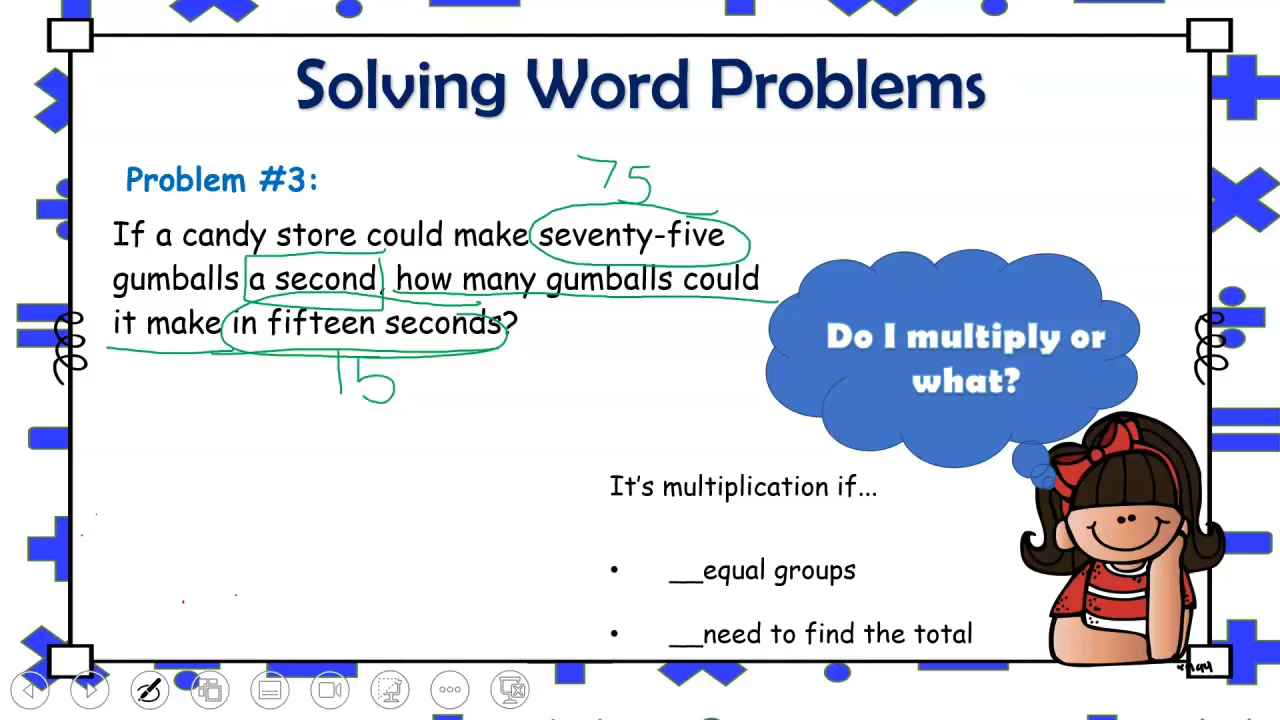 Solving Word Problems
Problem #3:
75
If a candy store could make seventy-five
gumballs a second, how many gumballs could
it make in fifteen seconds?
15
Do I multiply or
what?
It's multiplication if...
• __equal groups
• __need to find the total